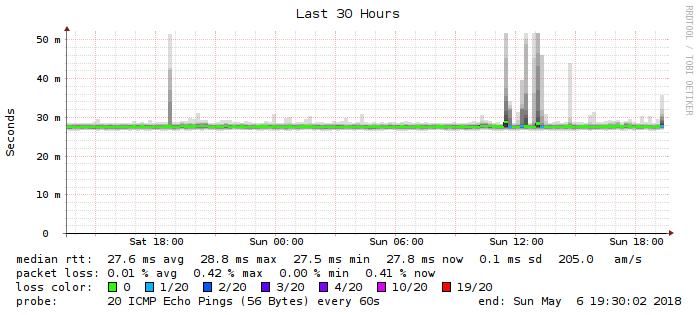 Last 30 Hours
RRDTOOL / TOBI OETIKER
Seconds
50 m
40 m
30 m
20 m
10 m
0
Sat 18:00 Sun 00:00 Sun 06:00 Sun 12:00 Sun 18:00
median rtt: 27.6 ms avg 28.8 ms max 27.5 ms min 27.8 ms now 0.1 ms sd 205.0 am/s
packet loss: 0.01 % avg 0.42 % max 0.00 % min 0.41 % now
loss color: 0 1/20 2/20 3/20 4/20 10/20 19/20
probe: 20 ICMP Echo Pings (56 Bytes) every 60s end: Sun May 6 19:30:02 2018